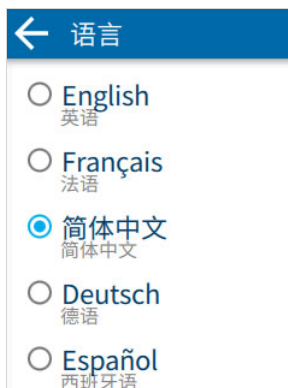 语言
English
英语
Français
法语
简体中文
简体中文
Deutsch
德语
Español
西班牙语